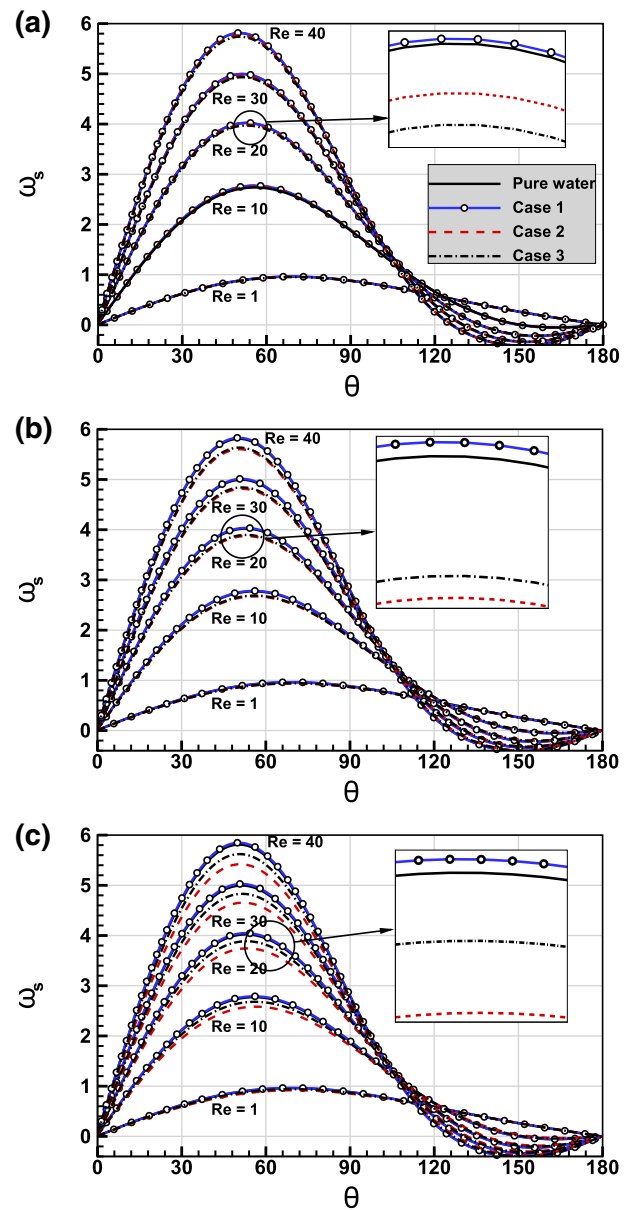 (a)
6
5
4
3
2
1
0
ωs
Re = 40
Re = 30
Re = 20
Re = 10
Re = 1
Pure water
Case 1
Case 2
Case 3
0 30 60 90 120 150 180
θ
(b)
6
5
4
3
2
1
0
ωs
Re = 40
Re = 30
Re = 20
Re = 10
Re = 1
0 30 60 90 120 150 180
θ
(c)
6
5
4
3
2
1
0
ωs
Re = 40
Re = 30
Re = 20
Re = 10
Re = 1
0 30 60 90 120 150 180
θ